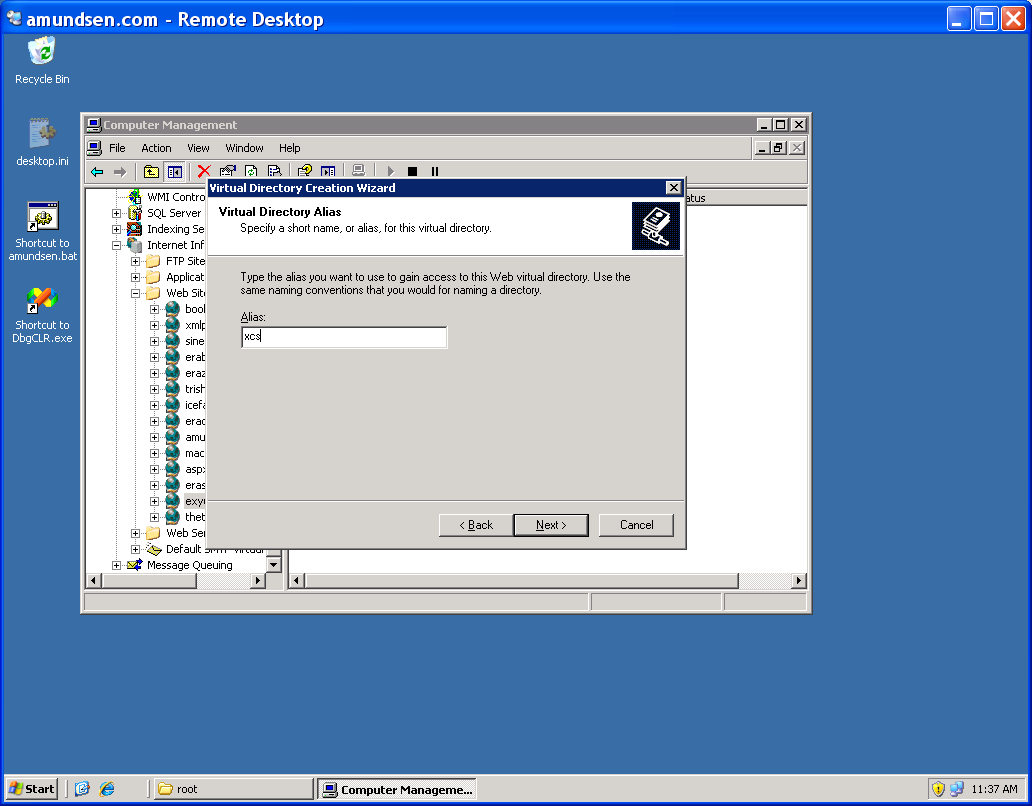 amundsen.com - Remote Desktop
Recycle Bin
desktop.ini
Shortcut to
amundsen.bat
Shortcut to
DbgCLR.exe
Computer Management
File Action View Window Help
WMI Contro
SQL Server
Indexing Se
Internet Inf
FTP Site
Applicat
Web Site
bool
xmlp
sine
erab
eraz
trish
icefa
erac
amu
mac
aspx
eras
exy
thet
Web Ser
Default SMTP Virtual
Message Queuing
atus
Virtual Directory Creation Wizard
Virtual Directory Alias
Specify a short name, or alias, for this virtual directory.
Type the alias you want to use to gain access to this Web virtual directory. Use the
same naming conventions that you would for naming a directory.
Alias:
xcs
< Back Next > Cancel
Start root Computer Manageme... 11:37 AM